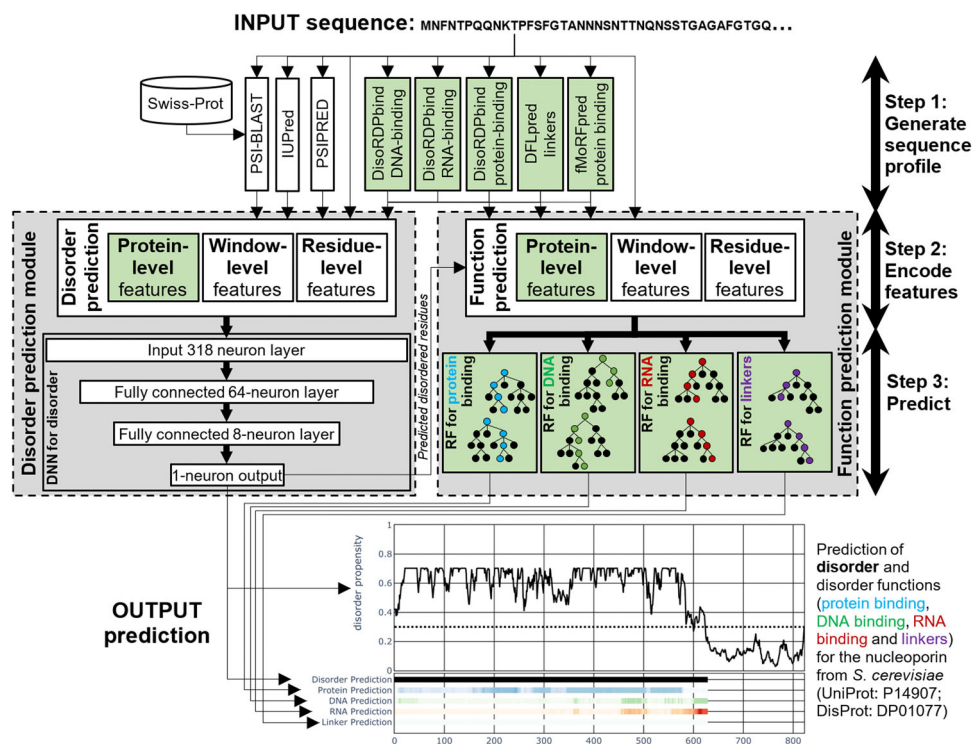 INPUT sequence: MNFNTPQQNKTPFSFGTANNNSNTTNQNSSTGAGAFGTGQ...
Swiss-Prot
PSI-BLAST
IUPred
PSIPRED
DisoRDPbind
DNA-binding
DisoRDPbind
RNA-binding
DisoRDPbind
protein-binding
DFLpred
linkers
fMoRFpred
protein binding
Step 1:
Generate
sequence
profile
Disorder prediction module
Disorder
prediction
Protein-
level
features
Window-
level
features
Residue-
level
features
Predicted disordered residues
Function
prediction
Protein-
level
features
Window-
level
features
Residue-
level
features
Function prediction module
Step 2:
Encode
features
DNN for disorder
Input 318 neuron layer
Fully connected 64-neuron layer
Fully connected 8-neuron layer
1-neuron output
RF for protein
binding
RF for DNA
binding
RF for RNA
binding
RF for linkers
Step 3:
Predict
OUTPUT
prediction
disorder propensity
1
0.8
0.6
0.4
0.2
0
Disorder Prediction
Protein Prediction
DNA Prediction
RNA Prediction
Linker Prediction
0 100 200 300 400 500 600 700 800
Prediction of
disorder and
disorder functions
(protein binding,
DNA binding, RNA
binding and linkers)
for the nucleoporin
from S. cerevisiae
(UniProt: P14907;
DisProt: DP01077)